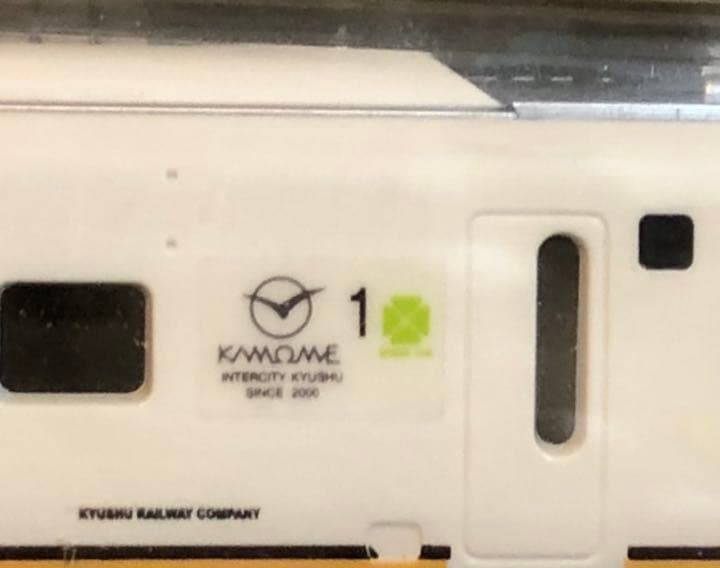 KAMOME
1
INTERCITY KYUSHU
SINCE 2000
KYUSHU RAILWAY COMPANY